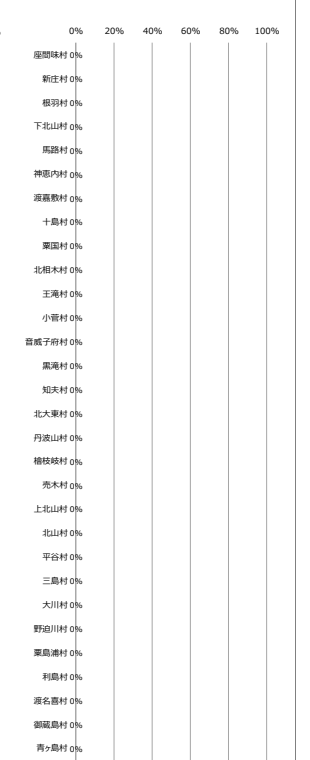 0% 20% 40% 60% 80% 100%
座間味村 0%
新庄村 0%
根羽村 0%
下北山村 0%
馬路村 0%
神恵内村 0%
渡嘉敷村 0%
十島村 0%
粟国村 0%
北相木村 0%
王滝村 0%
小菅村 0%
音威子府村 0%
黒滝村 0%
知夫村 0%
北大東村 0%
丹波山村 0%
檜枝岐村 0%
売木村 0%
上北山村 0%
北山村 0%
平谷村 0%
三島村 0%
大川村 0%
野迫川村 0%
粟島浦村 0%
利島村 0%
渡名喜村 0%
御蔵島村 0%
青ヶ島村 0%